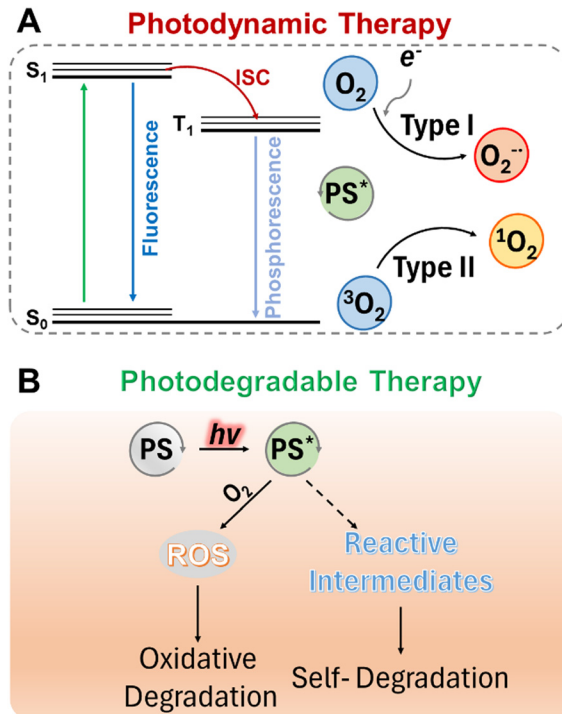 A
Photodynamic Therapy
S₁
ISC
T₁
Fluorescence
Phosphorescence
S₀
O₂
e⁻
Type I
O₂⁻·
PS*
¹O₂
Type II
³O₂
B
Photodegradable Therapy
PS
hv
PS*
O₂
ROS
Reactive
Intermediates
Oxidative
Degradation
Self- Degradation